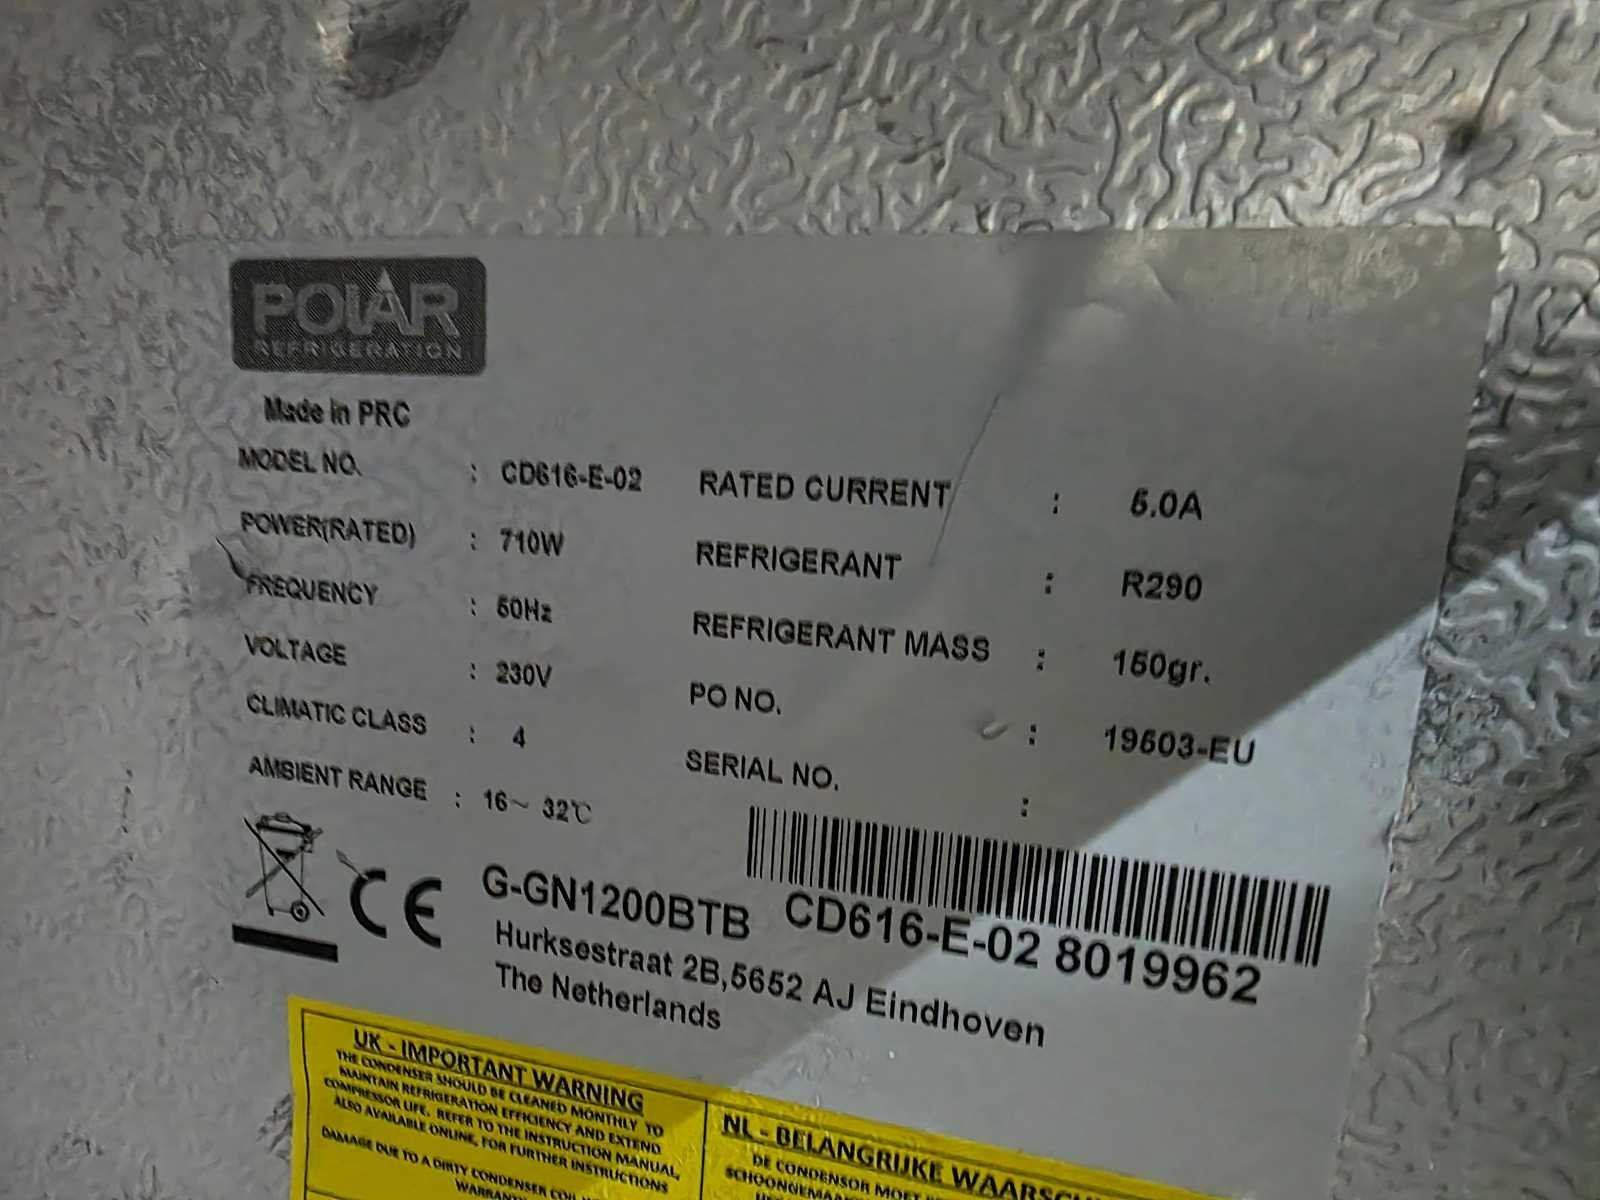 POLAR
REFRIGERATION
Made in PRC
MODEL NO. : CD616-E-02
POWER(RATED) : 710W
FREQUENCY : 50Hz
VOLTAGE : 230V
CLIMATIC CLASS : 4
AMBIENT RANGE : 16~ 32℃
RATED CURRENT : 5.0A
REFRIGERANT : R290
REFRIGERANT MASS : 150gr.
PO NO. : 19503-EU
SERIAL NO. :
CE
G-GN1200BTB CD616-E-02 8019962
Hurksestraat 2B,5652 AJ Eindhoven
The Netherlands
UK - IMPORTANT WARNING
THE CONDENSER SHOULD BE CLEANED MONTHLY TO
MAINTAIN REFRIGERATION EFFICIENCY AND EXTEND
COMPRESSOR LIFE. REFER TO THE INSTRUCTION MANUAL,
ALSO AVAILABLE ONLINE, FOR FURTHER INSTRUCTIONS
DAMAGE DUE TO A DIRTY CONDENSER COIL
NL - BELANGRIJKE
DE CONDENSOR MOET